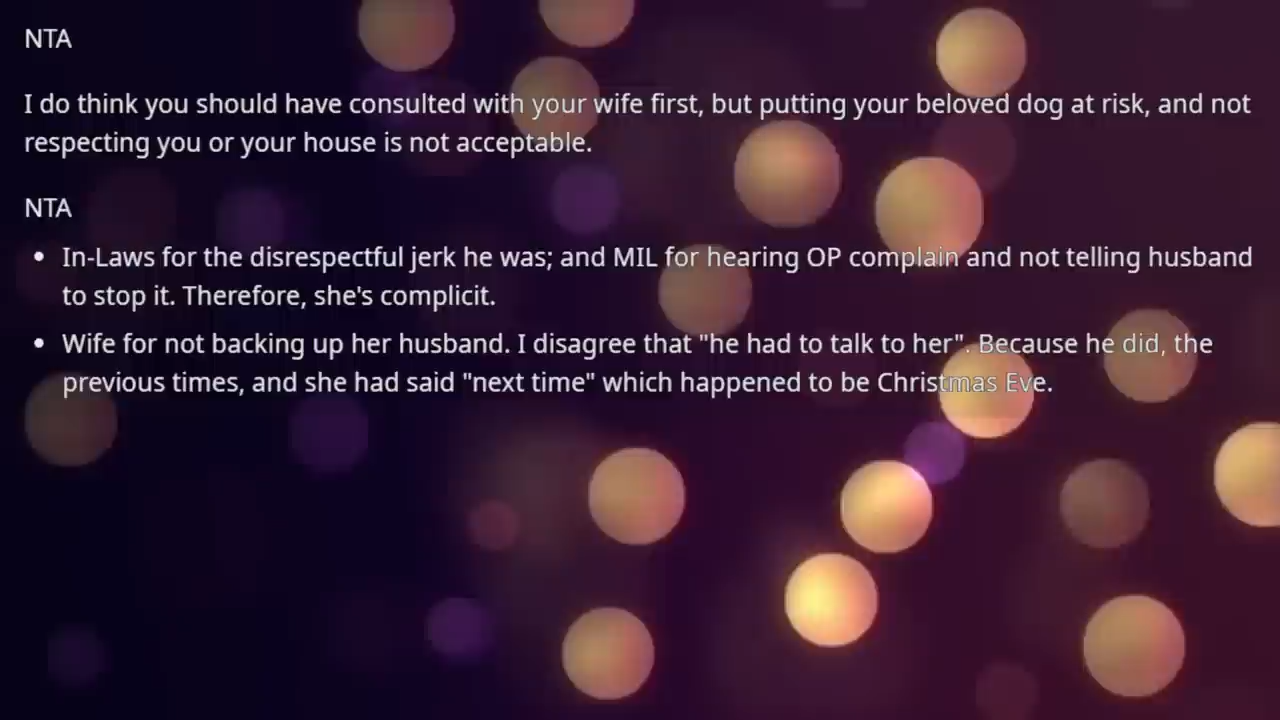 NTA
I do think you should have consulted with your wife first, but putting your beloved dog at risk, and not
respecting you or your house is not acceptable.
NTA
• In-Laws for the disrespectful jerk he was; and MIL for hearing OP complain and not telling husband
to stop it. Therefore, she's complicit.
• Wife for not backing up her husband. I disagree that "he had to talk to her". Because he did, the
previous times, and she had said "next time" which happened to be Christmas Eve.